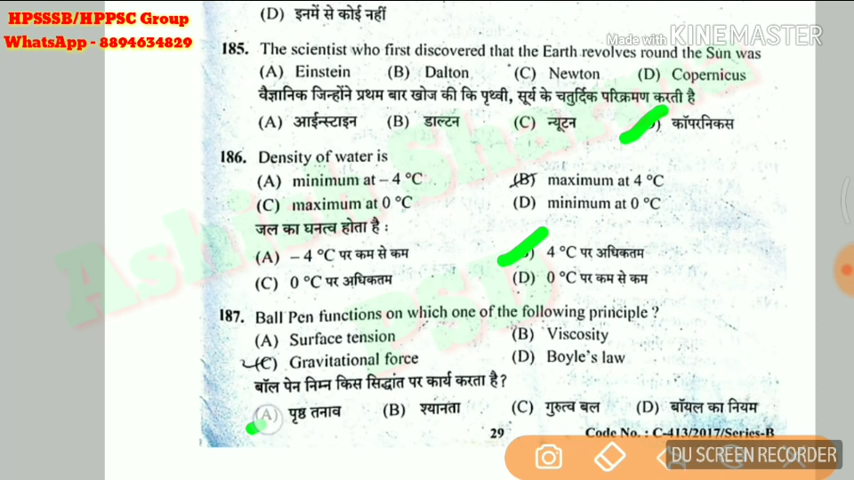 HPSSSB/HPPSC Group
WhatsApp - 8894634829
Made with KINEMASTER
(D) इनमें से कोई नहीं
185. The scientist who first discovered that the Earth revolves round the Sun was
(A) Einstein (B) Dalton (C) Newton (D) Copernicus
वैज्ञानिक जिन्होंने प्रथम बार खोज की कि पृथ्वी, सूर्य के चतुर्दिक परिक्रमण करती है
(A) आईन्स्टाइन (B) डाल्टन (C) न्यूटन ) कॉपरनिकस
186. Density of water is
(A) minimum at – 4 °C (B) maximum at 4 °C
(C) maximum at 0 °C (D) minimum at 0 °C
जल का घनत्व होता है :
(A) – 4 °C पर कम से कम ) 4 °C पर अधिकतम
(C) 0 °C पर अधिकतम (D) 0 °C पर कम से कम
187. Ball Pen functions on which one of the following principle ?
(A) Surface tension (B) Viscosity
(C) Gravitational force (D) Boyle's law
बॉल पेन निम्न किस सिद्धांत पर कार्य करता है?
(A) पृष्ठ तनाव (B) श्यानता (C) गुरुत्व बल (D) बॉयल का नियम
29 Code No. : C-413/2017/Series-B
Ashish Sharma
PSD
DU SCREEN RECORDER